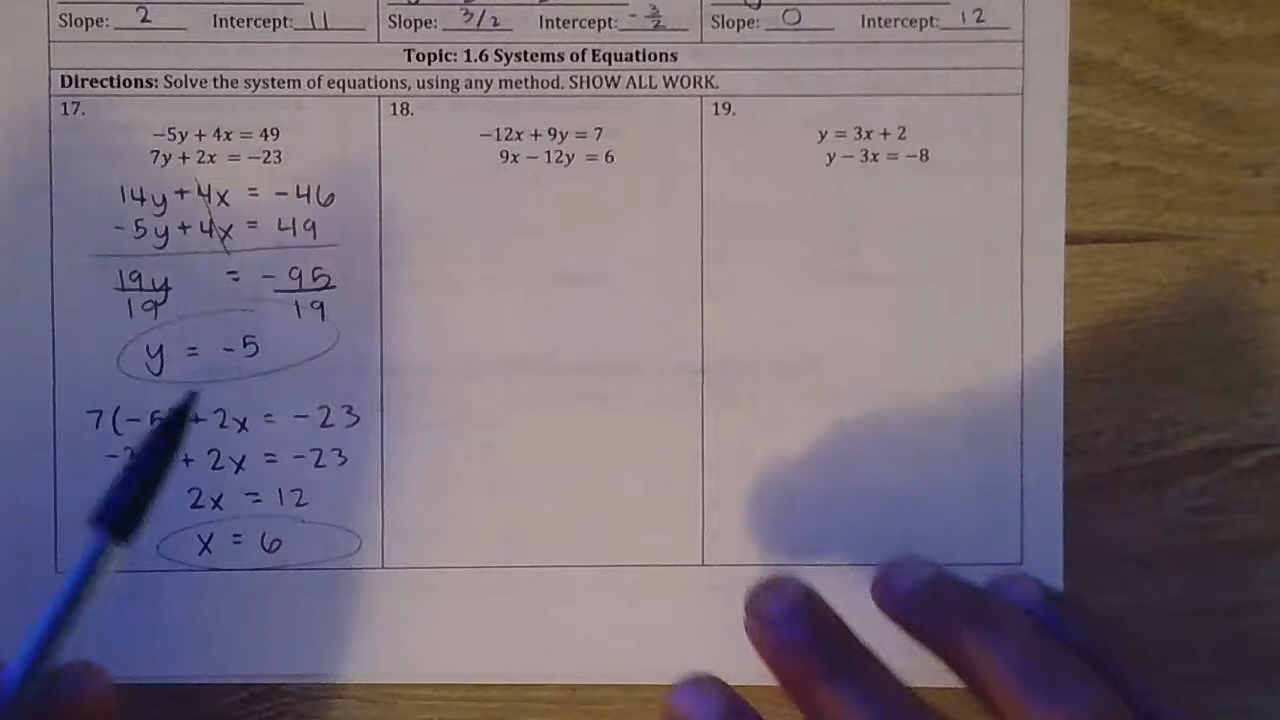 Slope: 2 Intercept: 11
Slope: 3/2 Intercept: -3/2
Slope: 0 Intercept: 12
Topic: 1.6 Systems of Equations
Directions: Solve the system of equations, using any method. SHOW ALL WORK.
17.
−5y + 4x = 49
7y + 2x = −23
14y + 4x = -46
-5y + 4x = 49
19y = -95
19 19
y = -5
7(-5 + 2x = -23
+ 2x = -23
2x = 12
x = 6
18.
−12x + 9y = 7
9x − 12y = 6
19.
y = 3x + 2
y − 3x = −8